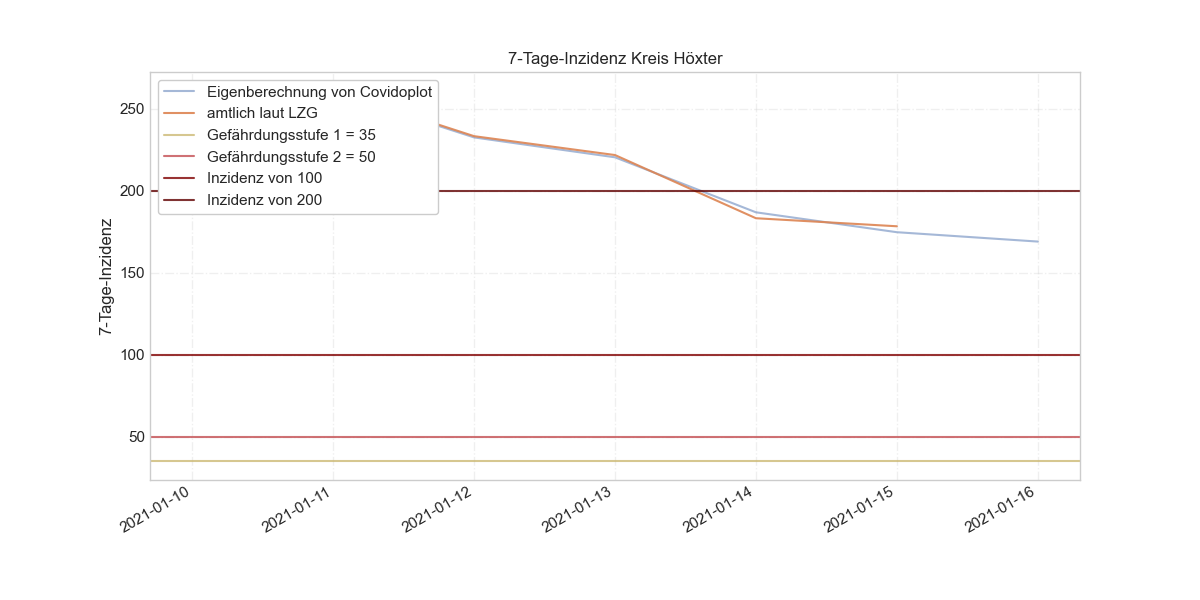 7-Tage-Inzidenz Kreis Höxter
Eigenberechnung von Covidoplot
amtlich laut LZG
Gefährdungsstufe 1 = 35
Gefährdungsstufe 2 = 50
Inzidenz von 100
Inzidenz von 200
7-Tage-Inzidenz
250
200
150
100
50
2021-01-10
2021-01-11
2021-01-12
2021-01-13
2021-01-14
2021-01-15
2021-01-16